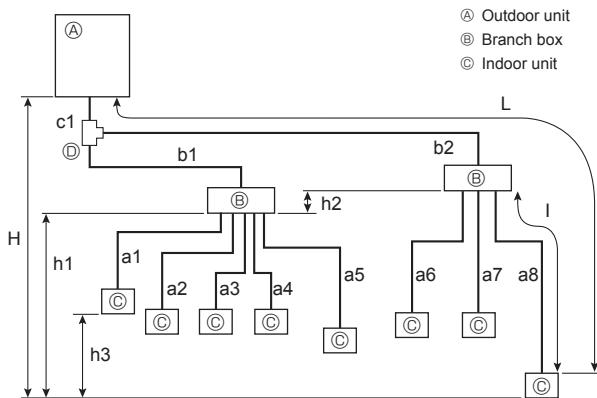 Ⓐ
Ⓐ Outdoor unit
Ⓑ Branch box
Ⓒ Indoor unit
L
c1
Ⓓ
b1
b2
Ⓑ
Ⓑ
h2
I
H
h1
a1
a2
a3
a4
a5
a6
a7
a8
Ⓒ
Ⓒ
Ⓒ
Ⓒ
Ⓒ
Ⓒ
Ⓒ
h3
Ⓒ